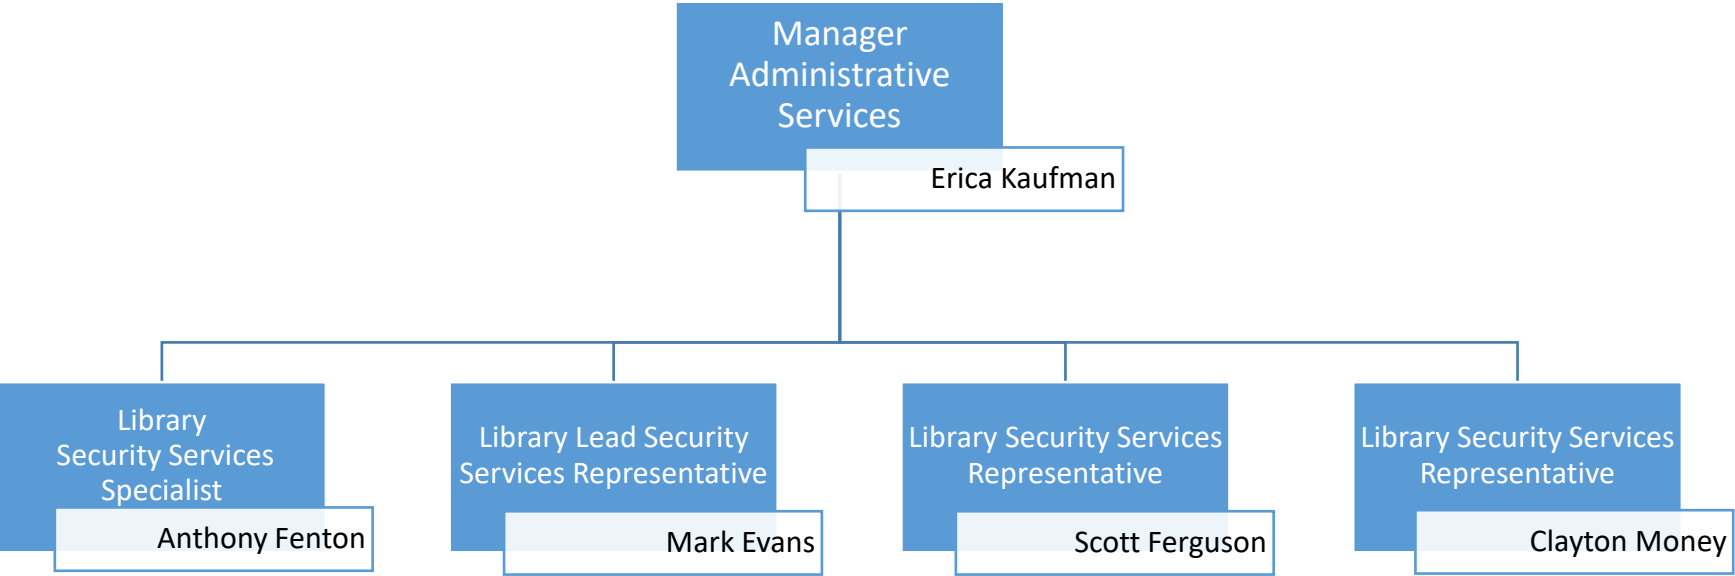 Manager
Administrative
Services
Erica Kaufman
Library
Security Services
Specialist
Anthony Fenton
Library Lead Security
Services Representative
Mark Evans
Library Security Services
Representative
Scott Ferguson
Library Security Services
Representative
Clayton Money